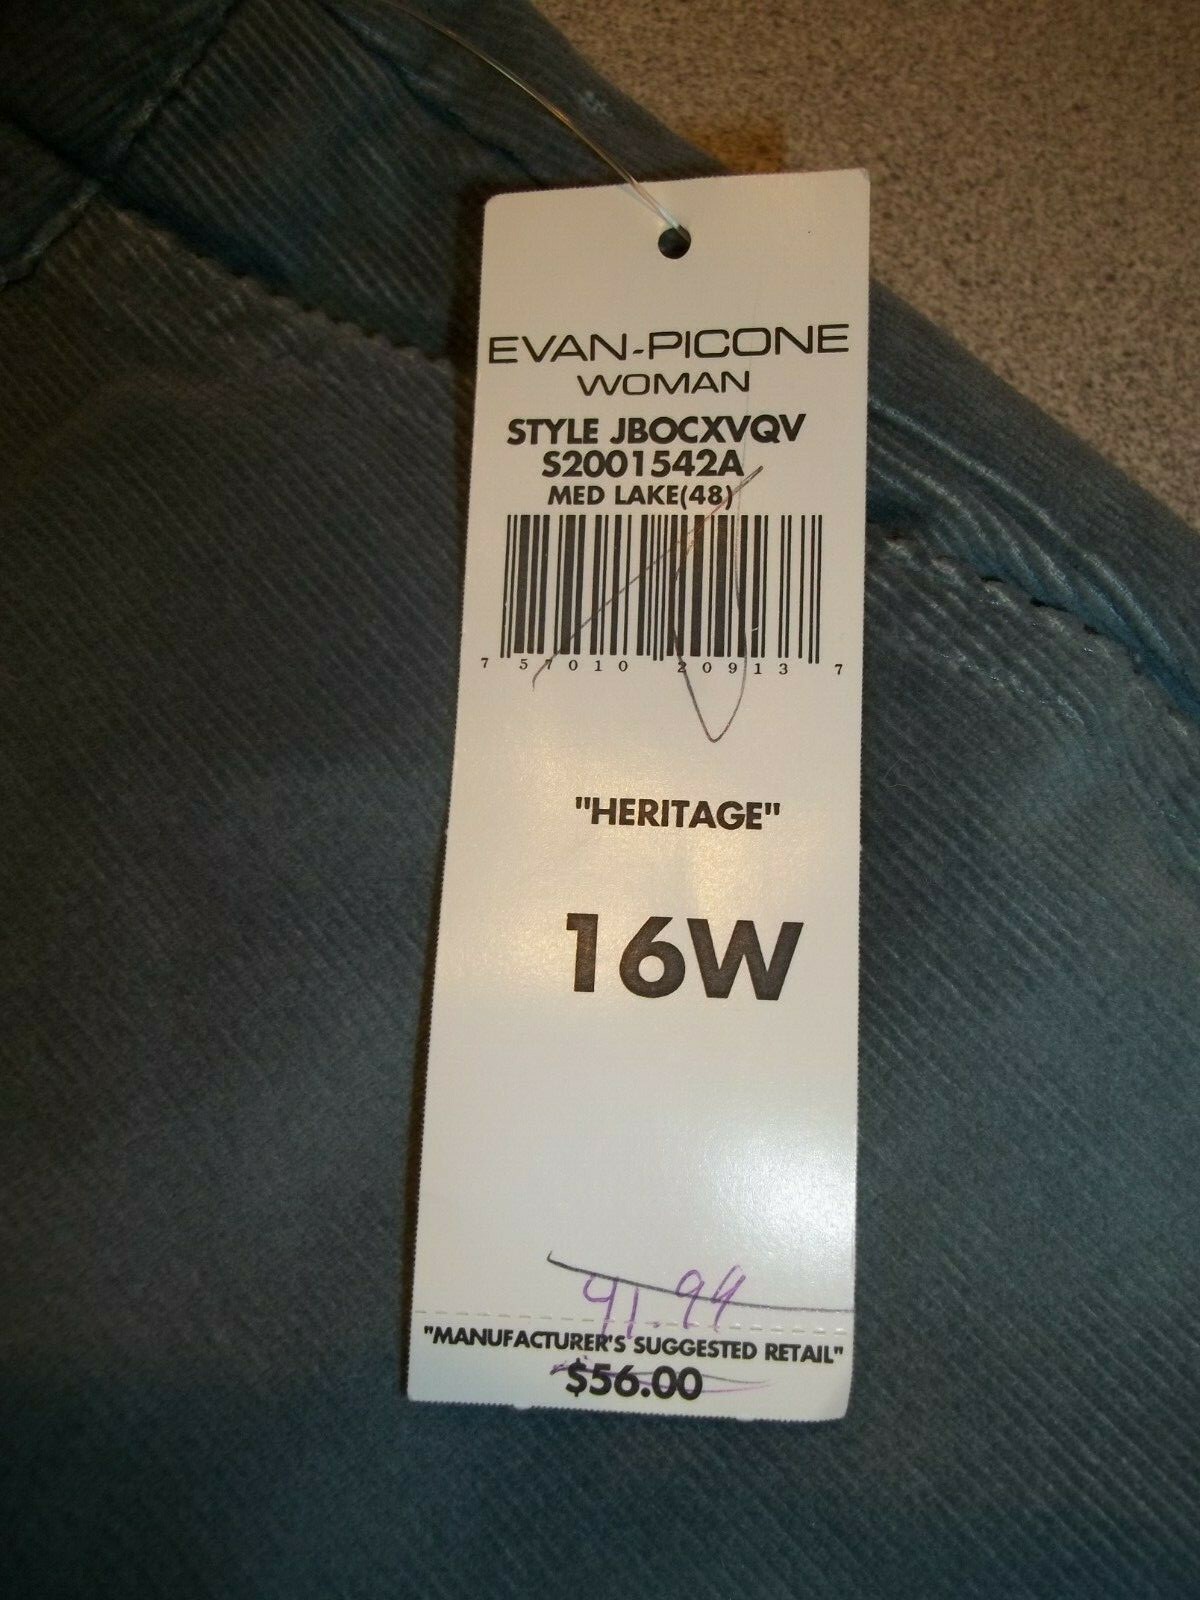 EVAN-PICONE
WOMAN
STYLE JBOCXVQV
S2001542A
MED LAKE(48)
7 57010 20913 7
"HERITAGE"
16W
41.99
"MANUFACTURER'S SUGGESTED RETAIL"
$56.00